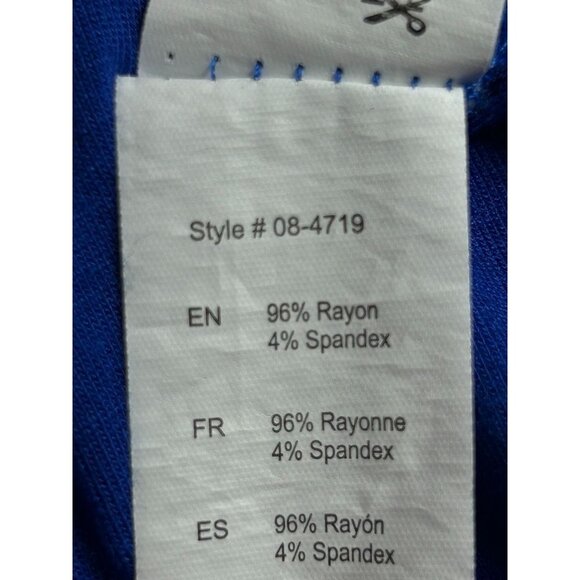 Style # 08-4719
EN 96% Rayon
4% Spandex
FR 96% Rayonne
4% Spandex
ES 96% Rayón
4% Spandex